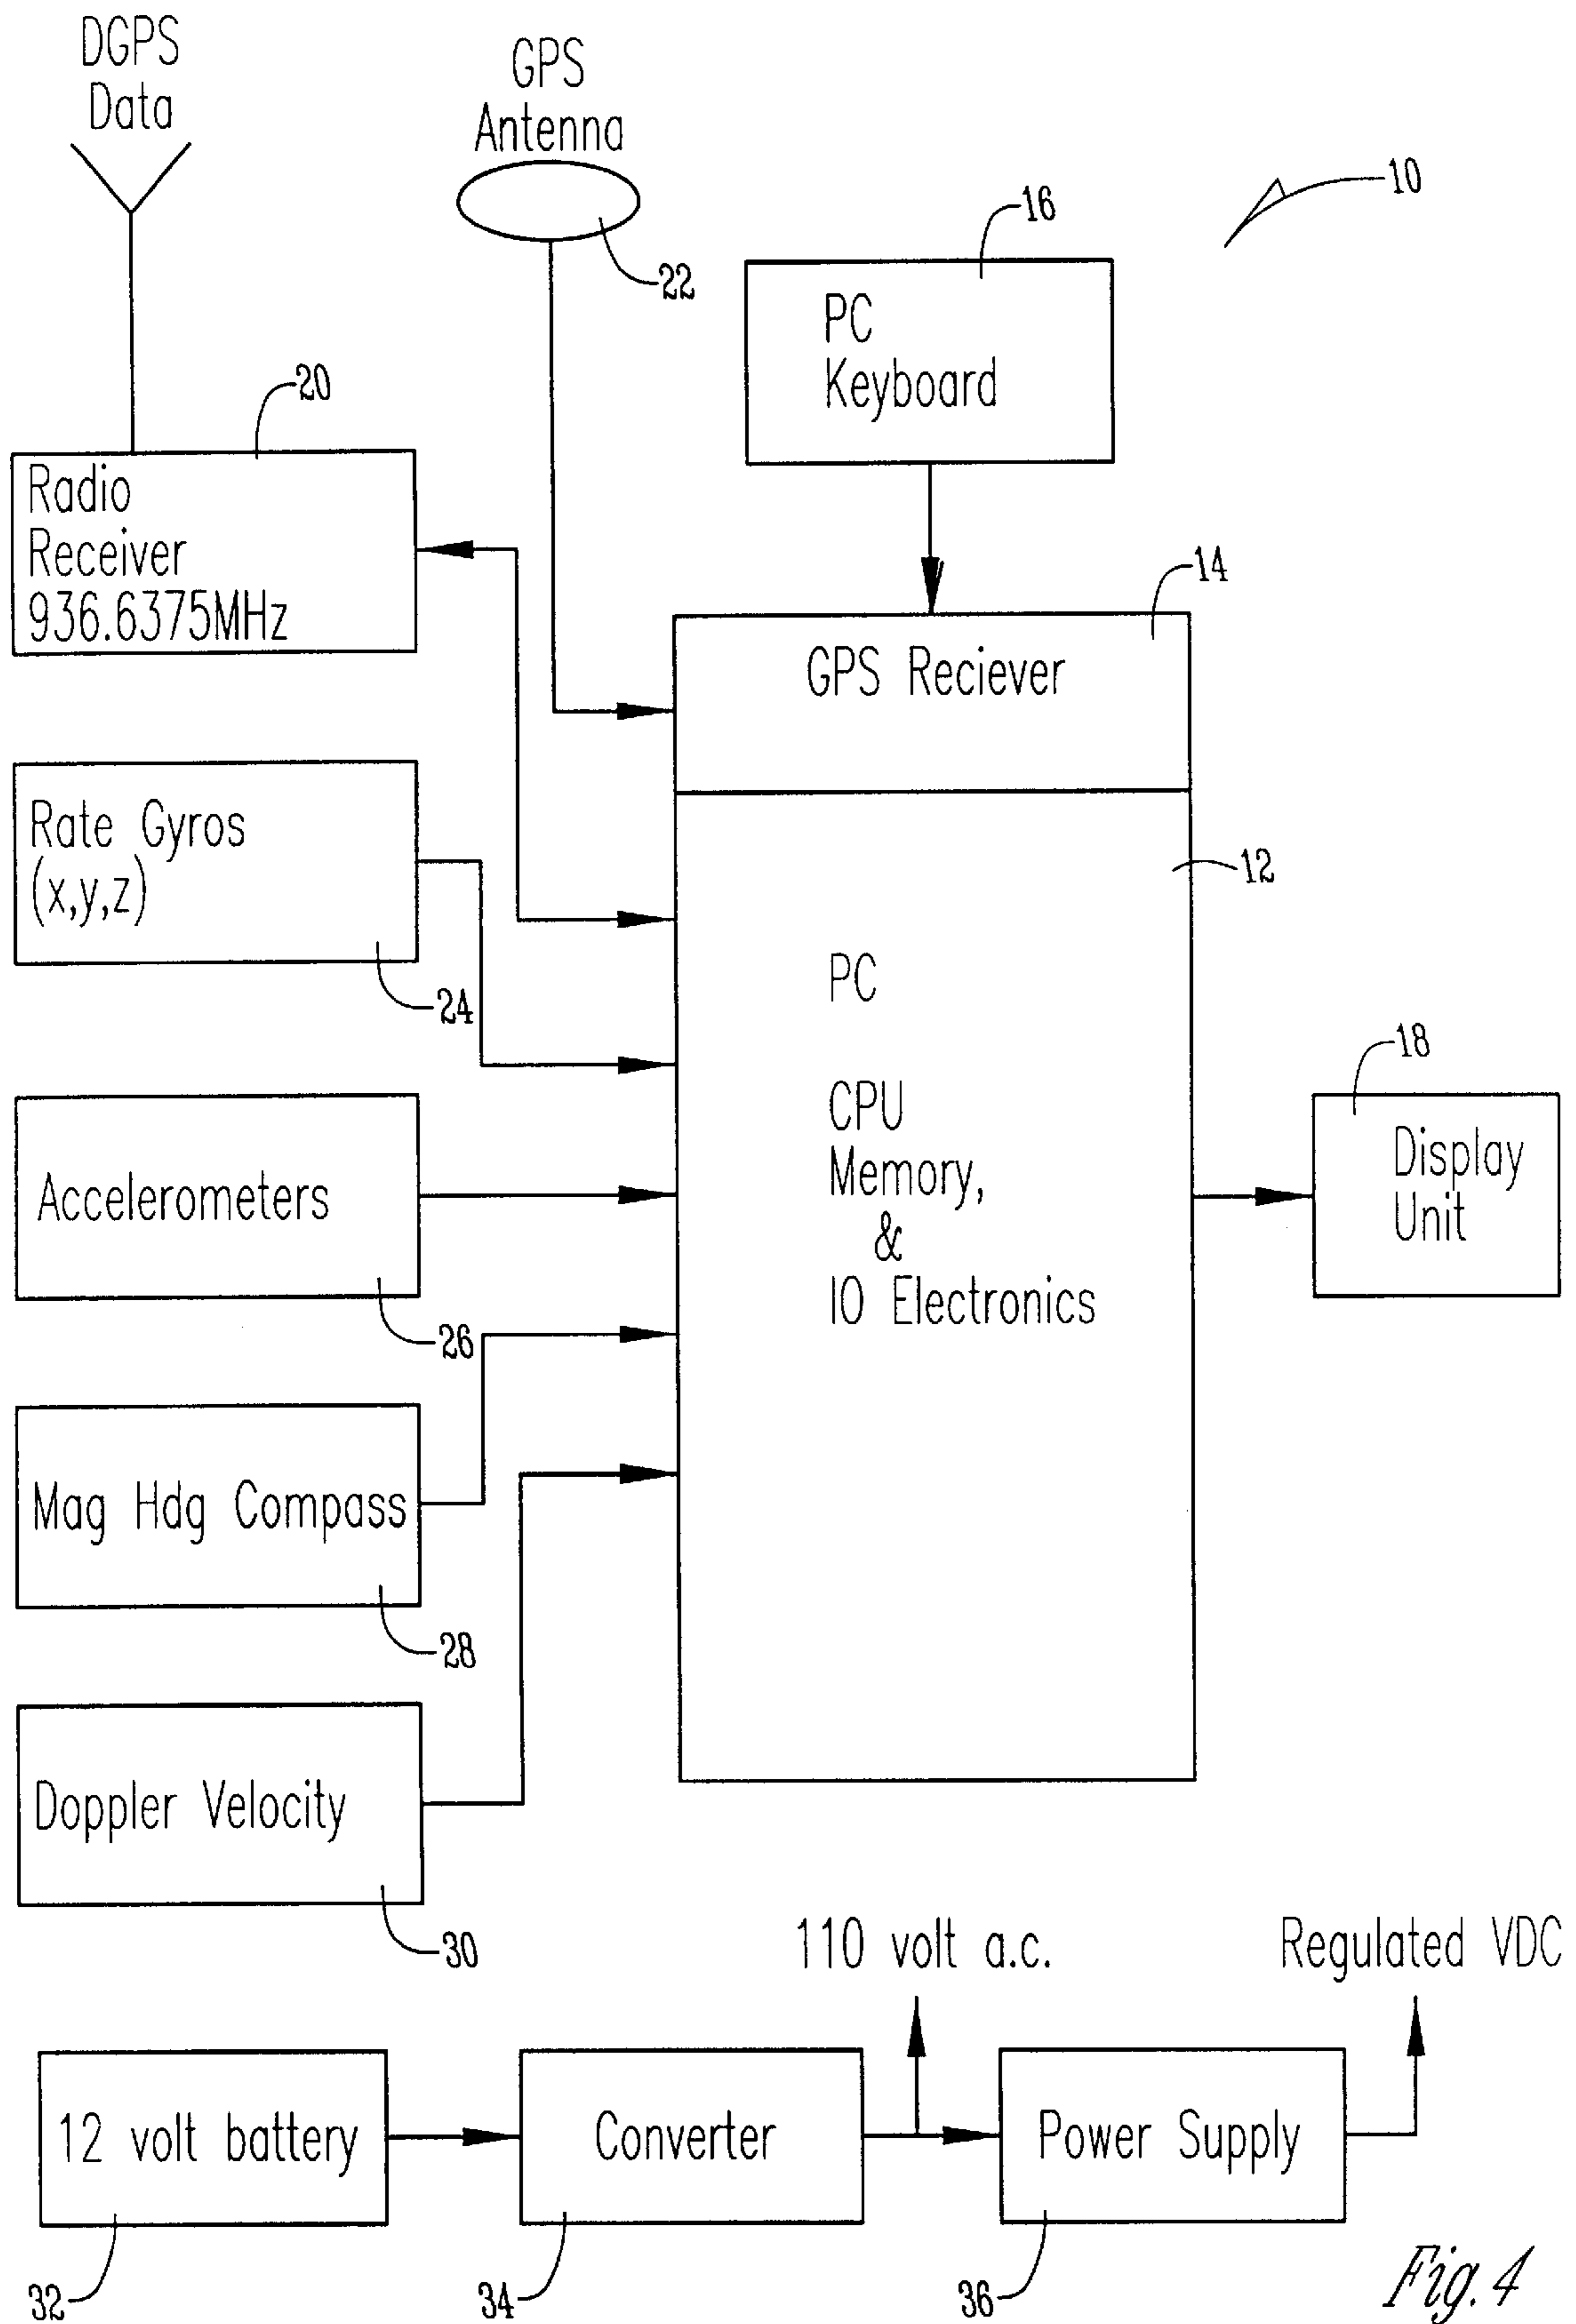 DGPS
Data
GPS
Antenna
22
10
16
PC
Keyboard
20
Radio
Receiver
936.6375MHz
14
GPS Reciever
Rate Gyros
(x,y,z)
24
12
PC
CPU
Memory,
&
IO Electronics
18
Display
Unit
Accelerometers
26
Mag Hdg Compass
28
Doppler Velocity
30
110 volt a.c.
Regulated VDC
12 volt battery
32
Converter
34
Power Supply
36
Fig. 4